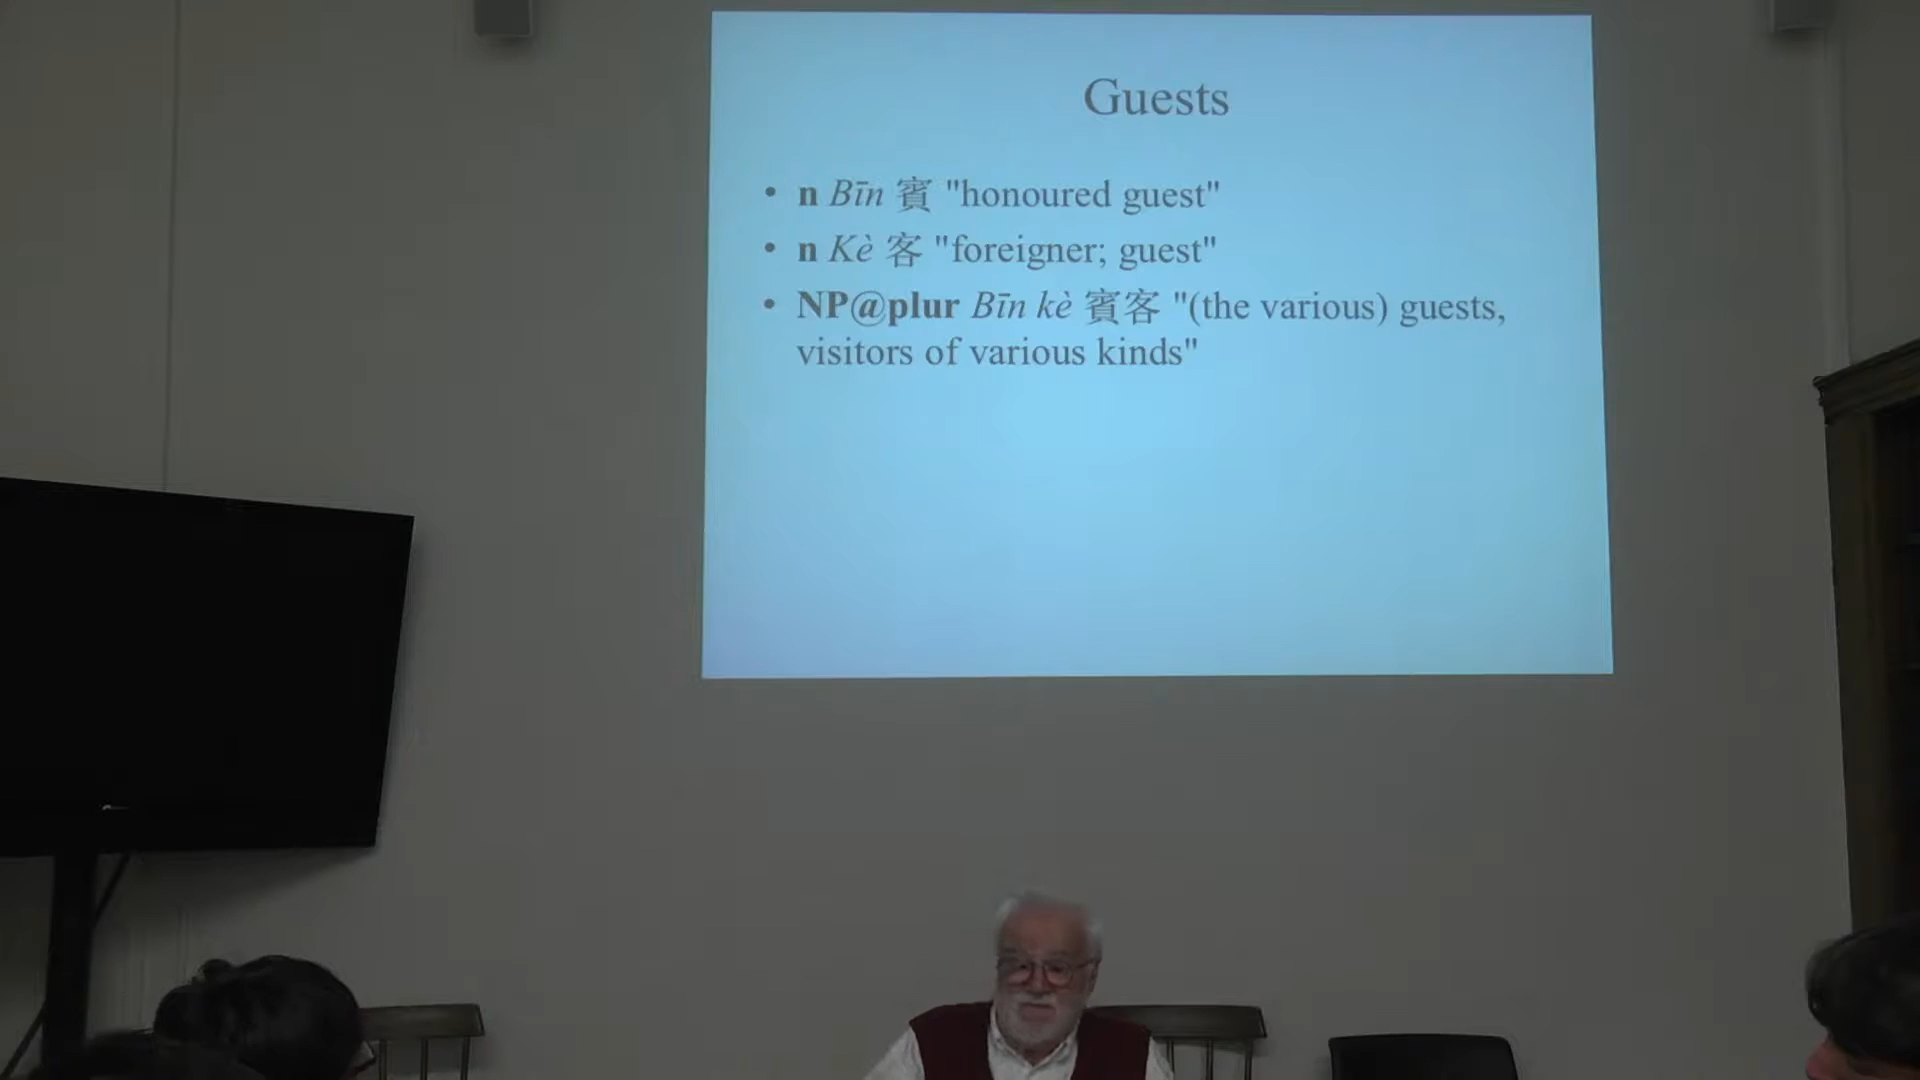 Guests
• n Bīn 賓 "honoured guest"
• n Kè 客 "foreigner; guest"
• NP@plur Bīn kè 賓客 "(the various) guests,
visitors of various kinds"